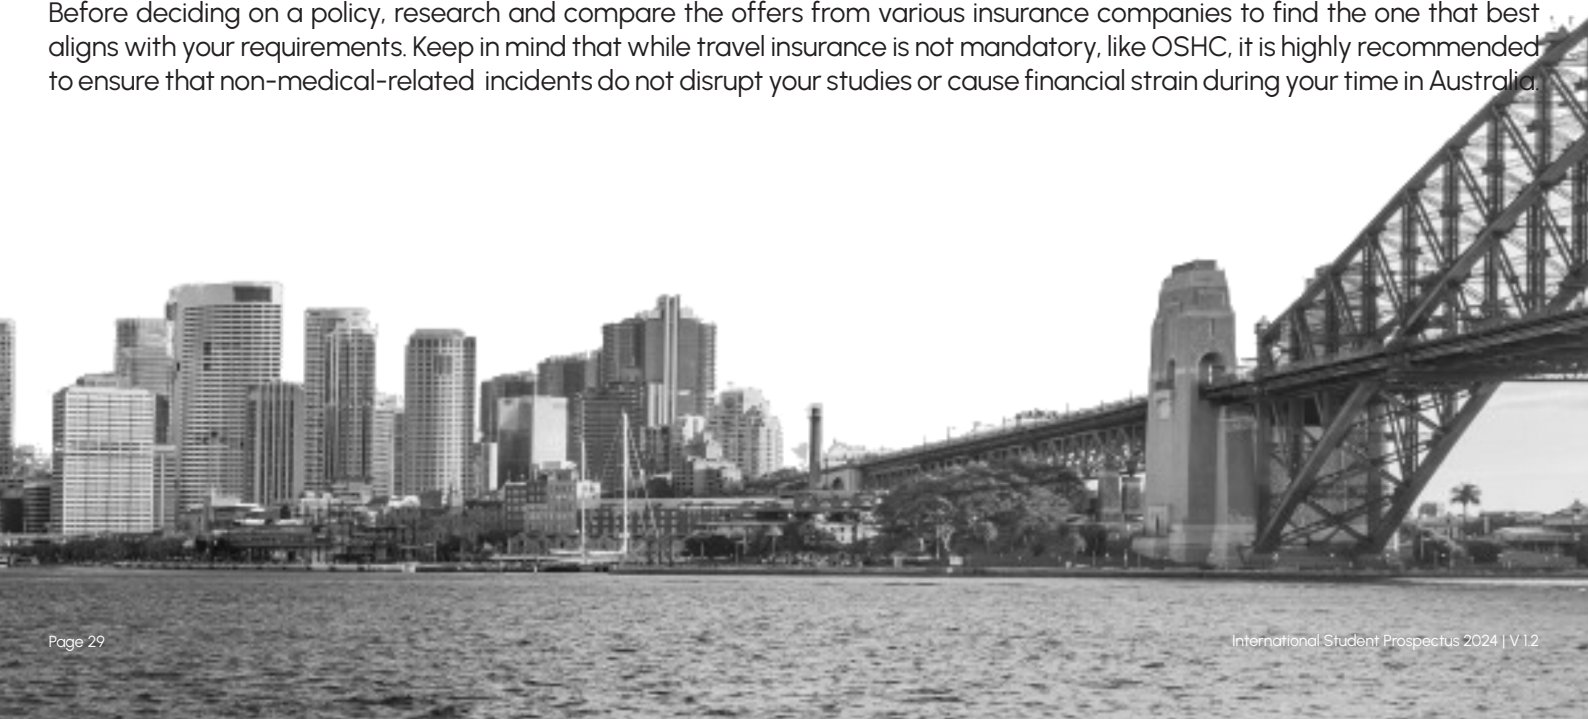 Before deciding on a policy, research and compare the offers from various insurance companies to find the one that best
aligns with your requirements. Keep in mind that while travel insurance is not mandatory, like OSHC, it is highly recommended
to ensure that non-medical-related incidents do not disrupt your studies or cause financial strain during your time in Australia.
Page 29
International Student Prospectus 2024 | V 1.2